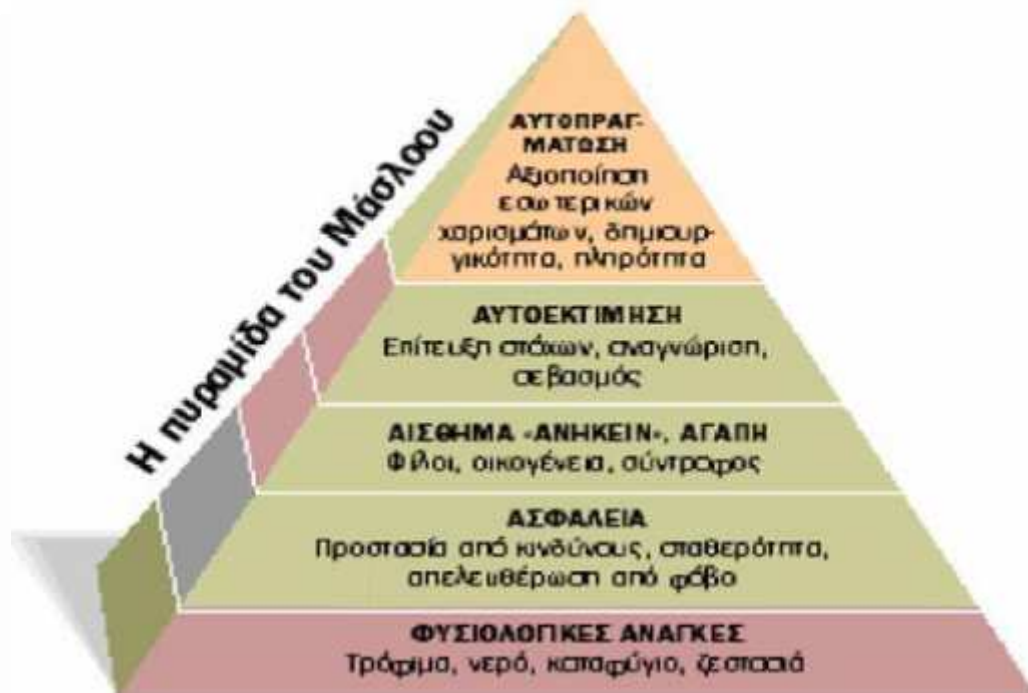 Η πυραμίδα του Μάσλοου
ΑΥΤΟΠΡΑΓ-
ΜΑΤΩΣΗ
Αξιοποίηση
εσωτερικών
χαρισμάτων, δημιουρ-
γικότητα, πληρότητα
ΑΥΤΟΕΚΤΙΜΗΣΗ
Επίτευξη στόχων, αναγνώριση,
σεβασμός
ΑΙΣΘΗΜΑ «ΑΝΗΚΕΙΝ», ΑΓΑΠΗ
Φίλοι, οικογένεια, σύντροφος
ΑΣΦΑΛΕΙΑ
Προστασία από κινδύνους, σταθερότητα,
απελευθέρωση από φόβο
ΦΥΣΙΟΛΟΓΙΚΕΣ ΑΝΑΓΚΕΣ
Τρόφιμα, νερό, καταφύγιο, ζεστασιά